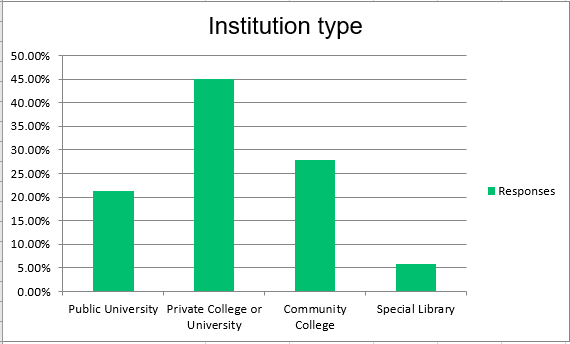 Institution type
50.00%
45.00%
40.00%
35.00%
30.00%
25.00%
20.00%
15.00%
10.00%
5.00%
0.00%
Public University
Private College or
University
Community
College
Special Library
Responses